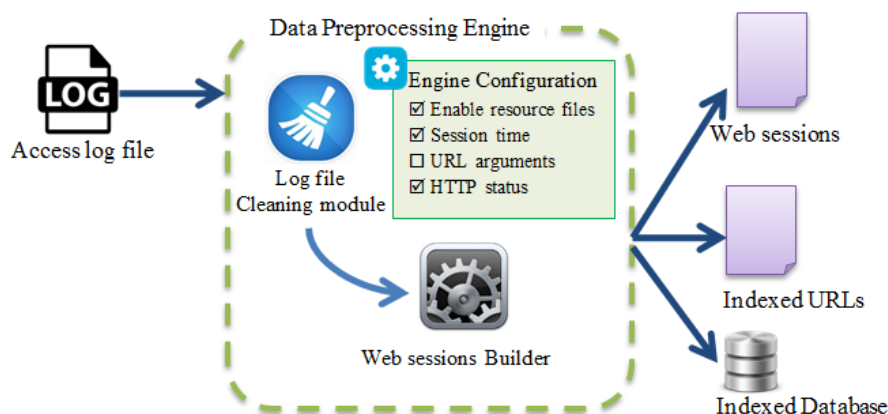 Data Preprocessing Engine
LOG
Access log file
Log file
Cleaning module
Engine Configuration
☑ Enable resource files
☑ Session time
☐ URL arguments
☑ HTTP status
Web sessions Builder
Web sessions
Indexed URLs
Indexed Database